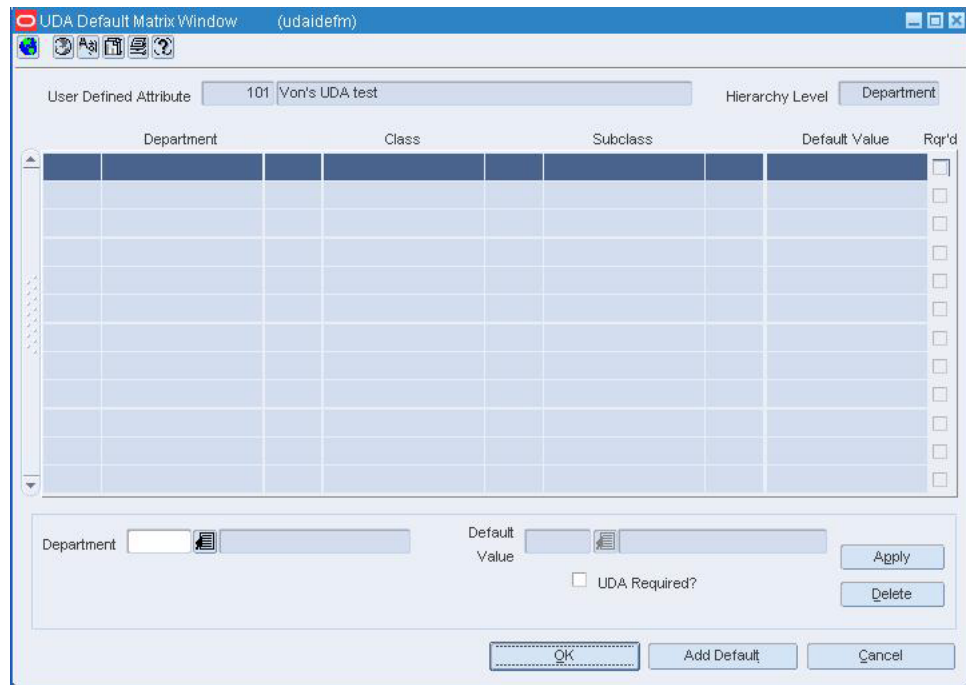 UDA Default Matrix Window (udaidefm)
User Defined Attribute 101 Von's UDA test Hierarchy Level Department
Department Class Subclass Default Value Rqr'd
Department Default Value Apply
UDA Required? Delete
OK Add Default Cancel